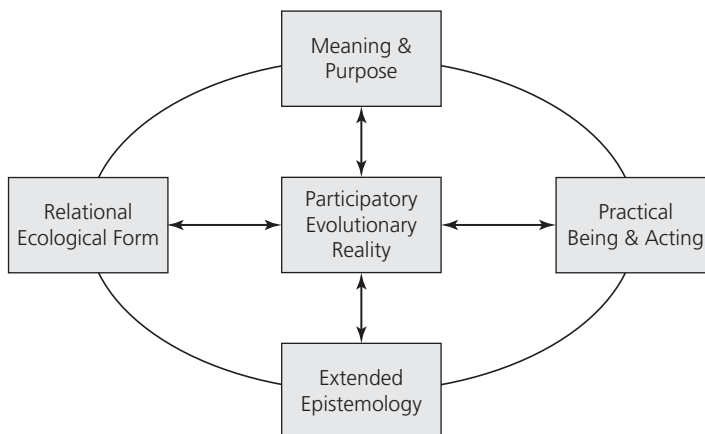 Meaning &
Purpose
Relational
Ecological Form
Participatory
Evolutionary
Reality
Practical
Being & Acting
Extended
Epistemology